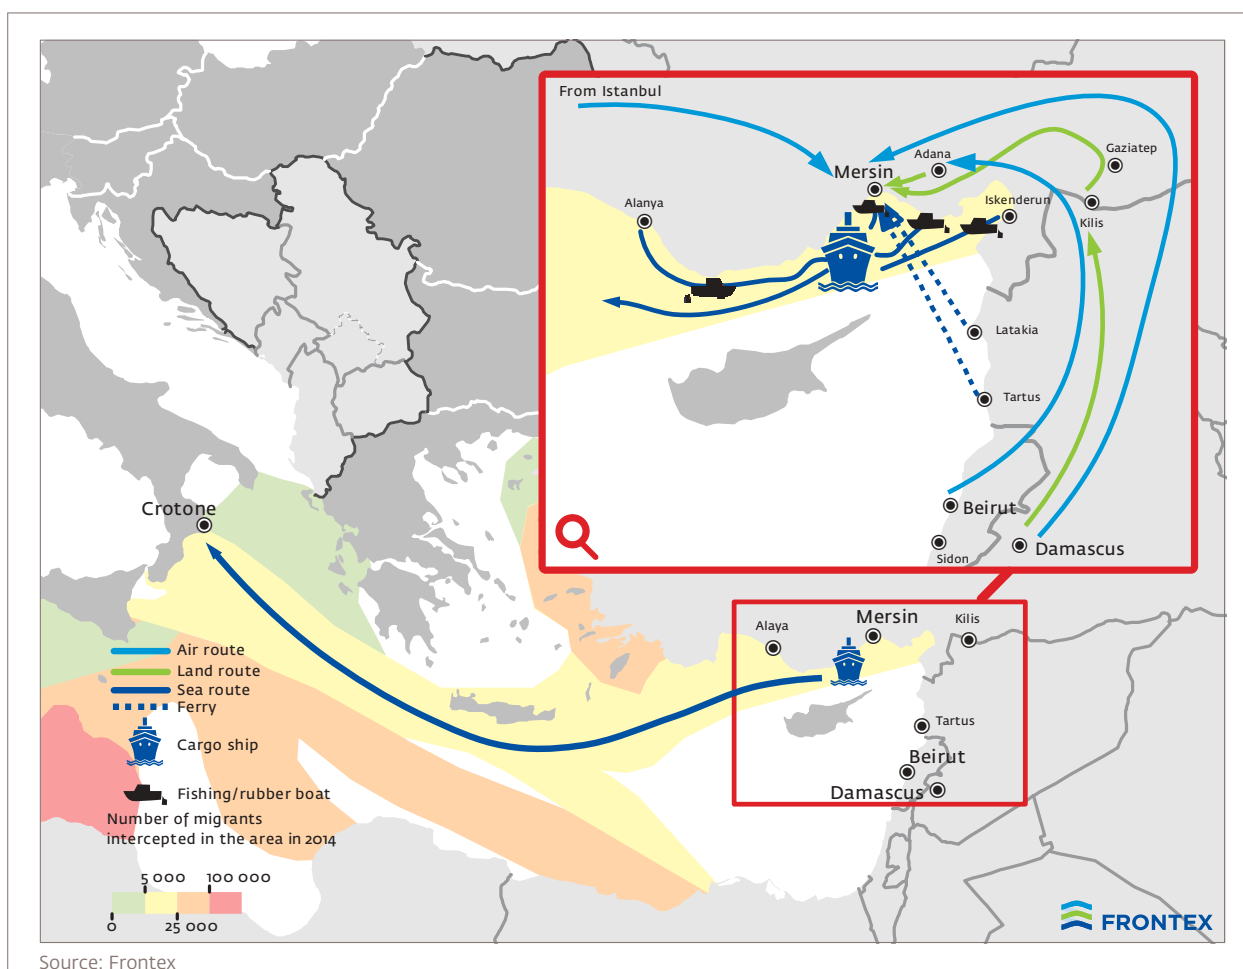 From Istanbul
Adana
Gaziatep
Mersin
Alanya
Iskenderun
Kilis
Latakia
Tartus
Beirut
Sidon
Damascus
Crotone
Alaya
Mersin
Kilis
Tartus
Beirut
Damascus
Air route
Land route
Sea route
Ferry
Cargo ship
Fishing/rubber boat
Number of migrants
intercepted in the area in 2014
5 000
100 000
0
25 000
FRONTEX
Source: Frontex